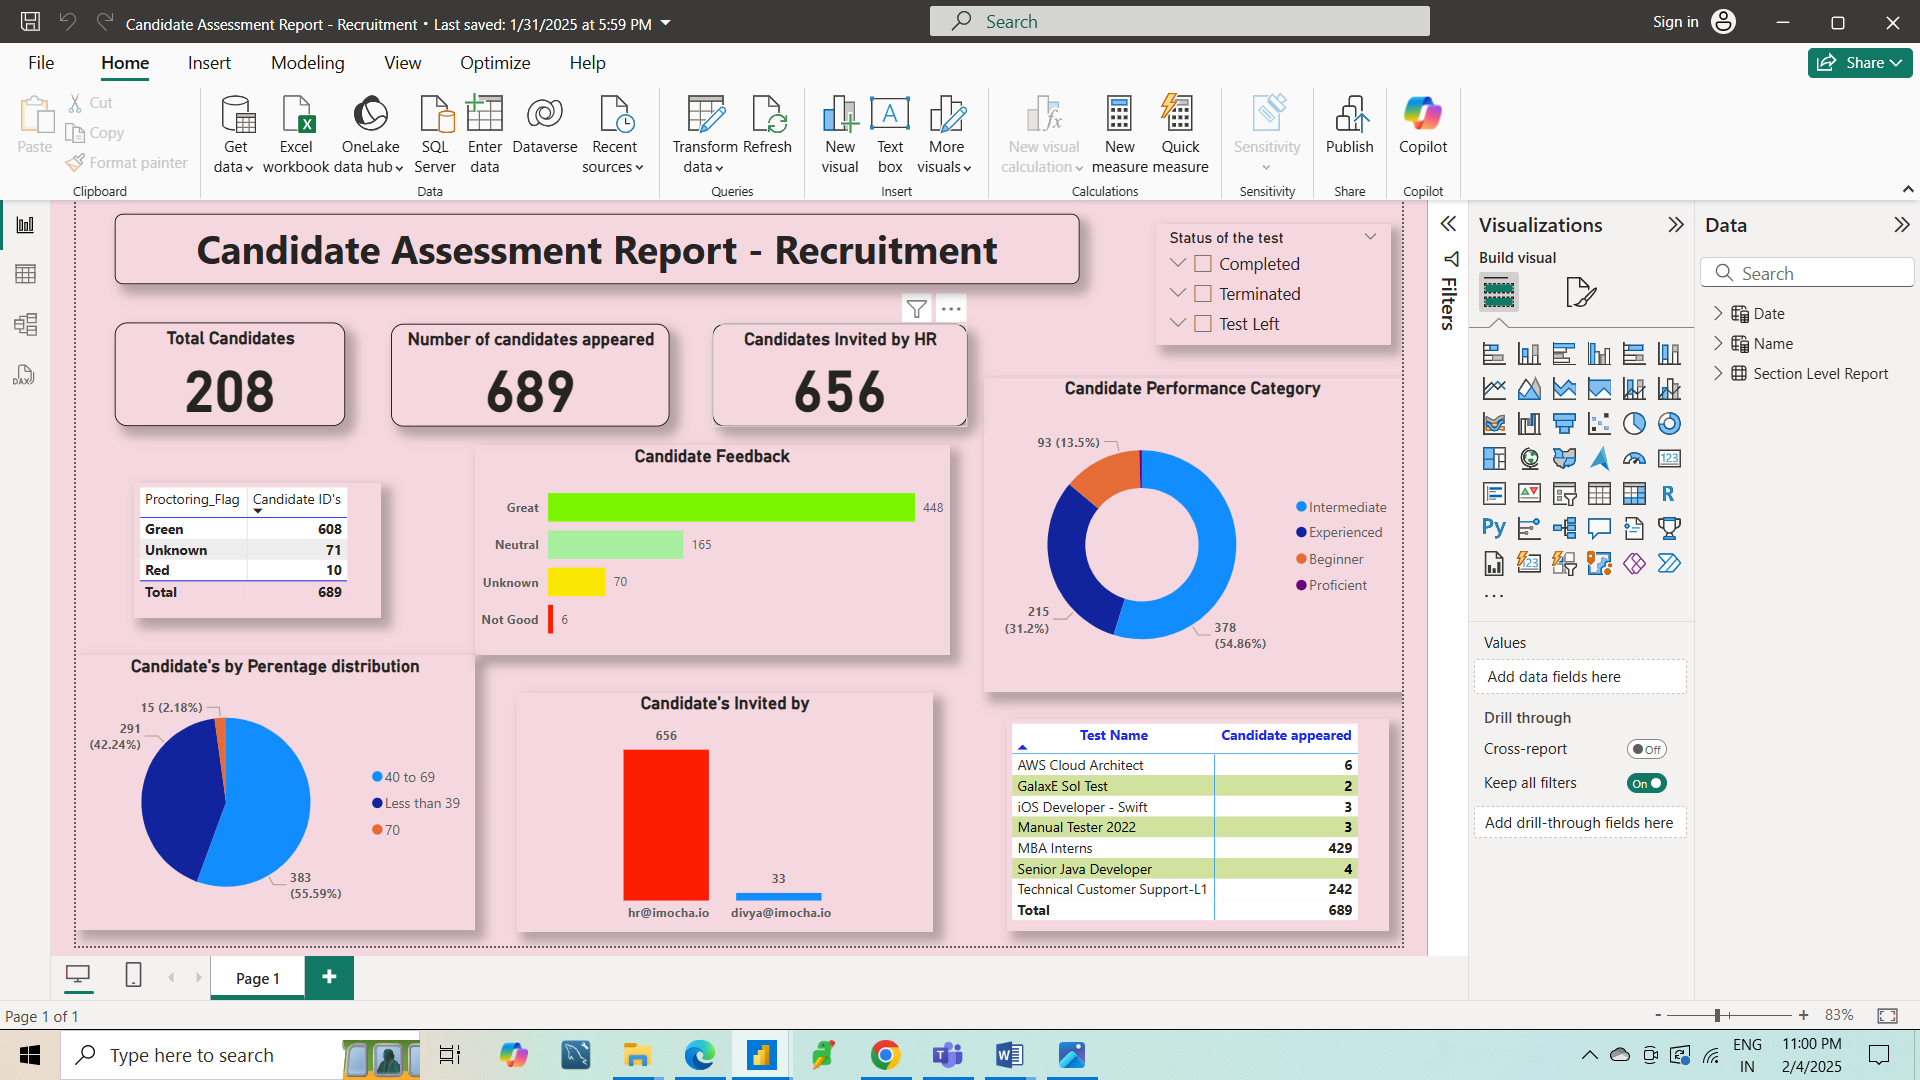 Candidate Assessment Report - Recruitment • Last saved: 1/31/2025 at 5:59 PM
Search
Sign in
File Home Insert Modeling View Optimize Help
Share
Paste
Cut
Copy
Format painter
Clipboard
Get data
Excel workbook
OneLake data hub
SQL Server
Enter data
Dataverse
Recent sources
Data
Transform data
Refresh
Queries
New visual
Text box
More visuals
Insert
New visual calculation
New measure
Quick measure
Calculations
Sensitivity
Sensitivity
Publish
Share
Copilot
Copilot
Candidate Assessment Report - Recruitment
Status of the test
Completed
Terminated
Test Left
Total Candidates
208
Number of candidates appeared
689
Candidates Invited by HR
656
Proctoring_Flag Candidate ID's
Green 608
Unknown 71
Red 10
Total 689
Candidate Feedback
Great 448
Neutral 165
Unknown 70
Not Good 6
Candidate Performance Category
93 (13.5%)
215 (31.2%)
378 (54.86%)
Intermediate
Experienced
Beginner
Proficient
Candidate's by Perentage distribution
15 (2.18%)
291 (42.24%)
383 (55.59%)
40 to 69
Less than 39
70
Candidate's Invited by
656
33
hr@imocha.io divya@imocha.io
Test Name Candidate appeared
AWS Cloud Architect 6
GalaxE Sol Test 2
iOS Developer - Swift 3
Manual Tester 2022 3
MBA Interns 429
Senior Java Developer 4
Technical Customer Support-L1 242
Total 689
Filters
Visualizations
Build visual
123
R
Py
123
Values
Add data fields here
Drill through
Cross-report Off
Keep all filters On
Add drill-through fields here
Data
Search
Date
Name
Section Level Report
DAX
Page 1
Page 1 of 1
83%
Type here to search
ENG
IN
11:00 PM
2/4/2025